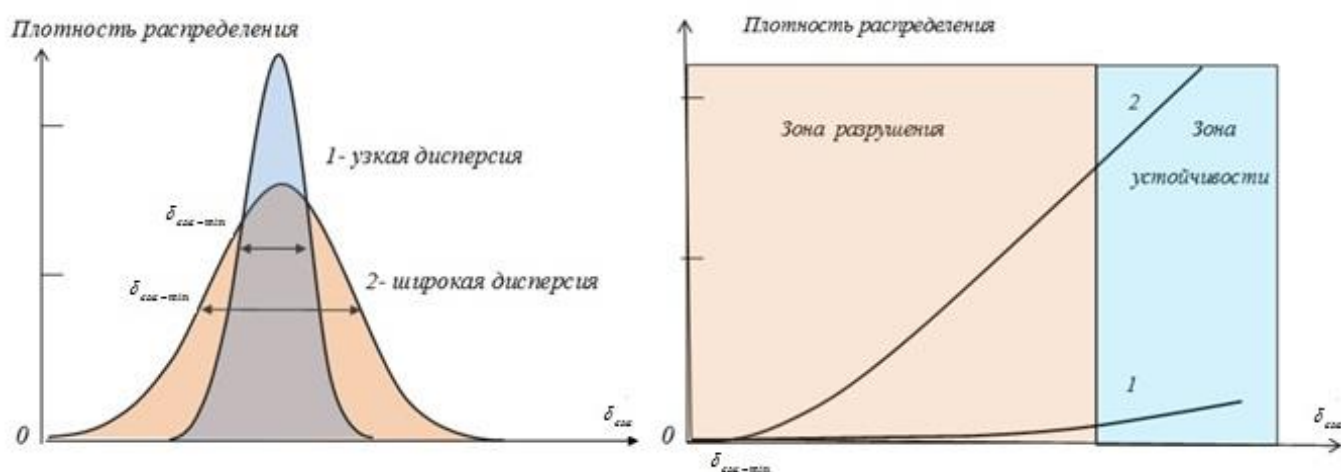 Плотность распределения
1- узкая дисперсия
2- широкая дисперсия
0
Плотность распределения
2
Зона разрушения
Зона
устойчивости
1
0